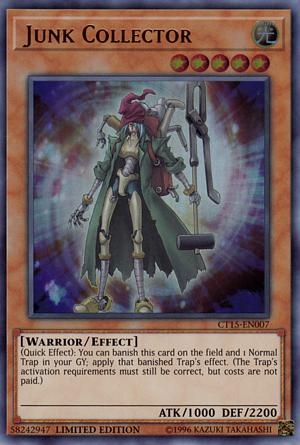 JUNK COLLECTOR
光
CT15-EN007
[WARRIOR/EFFECT]
(Quick Effect): You can banish this card on the field and 1 Normal
Trap in your GY; apply that banished Trap's effect. (The Trap's
activation requirements must still be correct, but costs are not
paid.)
ATK/1000 DEF/2200
58242947 LIMITED EDITION ©1996 KAZUKI TAKAHASHI